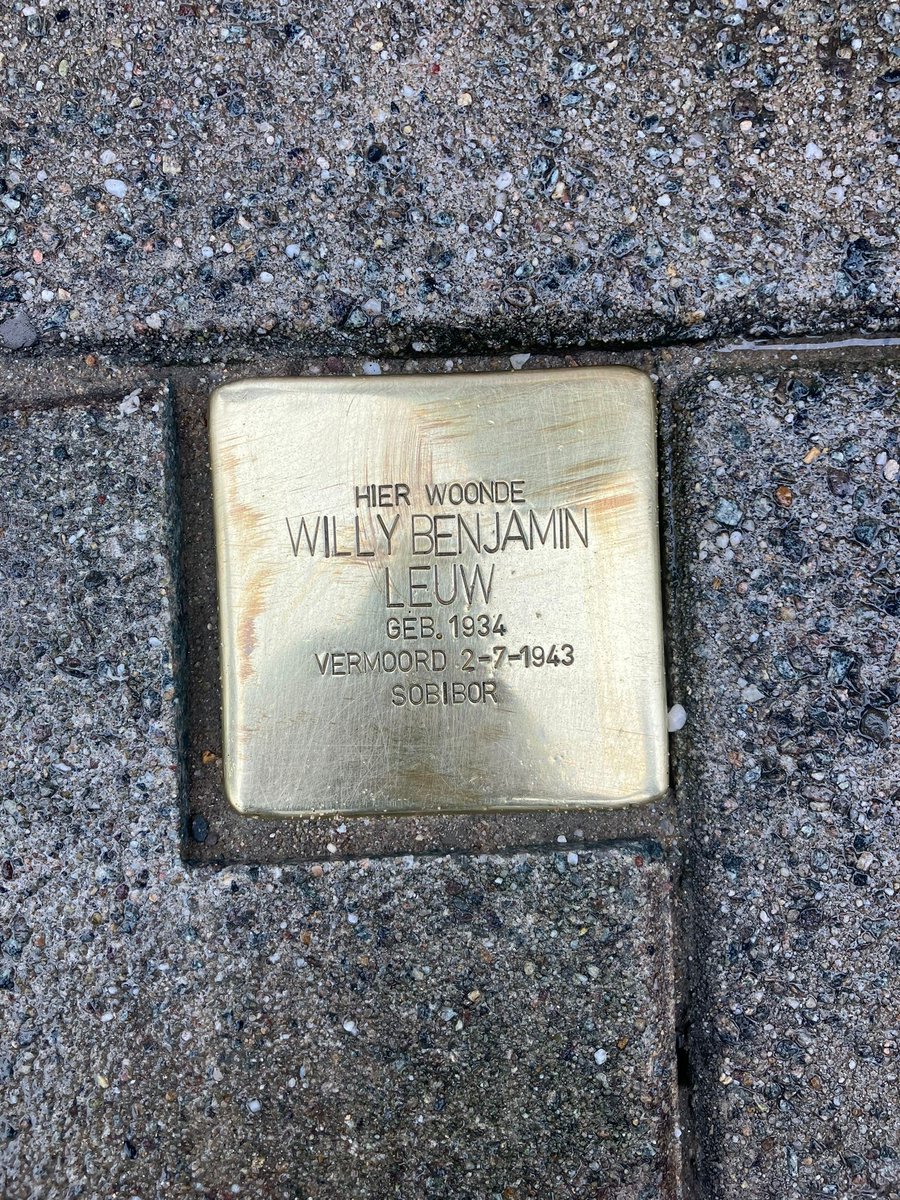 HIER WOONDE
WILLY BENJAMIN
LEUW
GEB. 1934
VERMOORD 2-7-1943
SOBIBOR